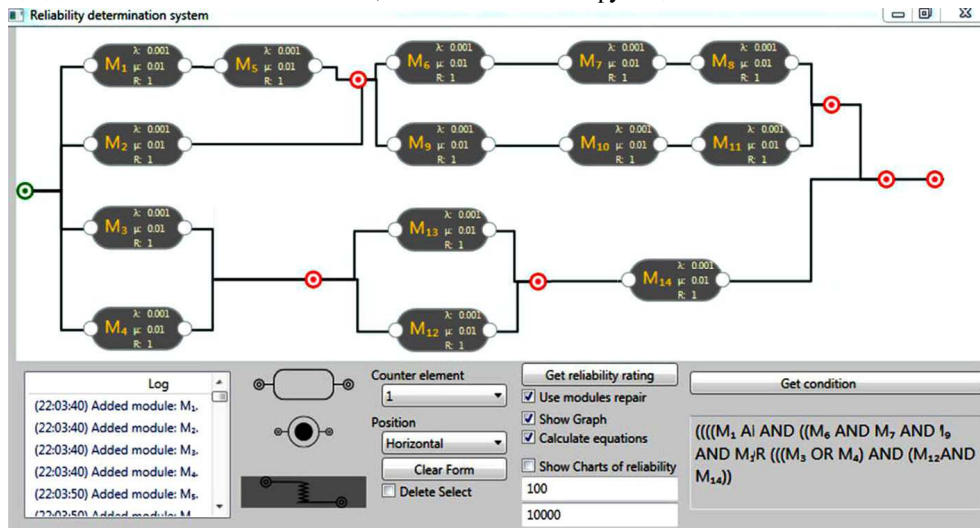 Reliability determination system
λ: 0.001
M₁ μ: 0.01
R: 1
λ: 0.001
M₅ μ: 0.01
R: 1
λ: 0.001
M₆ μ: 0.01
R: 1
λ: 0.001
M₇ μ: 0.01
R: 1
λ: 0.001
M₈ μ: 0.01
R: 1
λ: 0.001
M₂ μ: 0.01
R: 1
λ: 0.001
M₉ μ: 0.01
R: 1
λ: 0.001
M₁₀ μ: 0.01
R: 1
λ: 0.001
M₁₁ μ: 0.01
R: 1
λ: 0.001
M₃ μ: 0.01
R: 1
λ: 0.001
M₁₃ μ: 0.01
R: 1
λ: 0.001
M₁₄ μ: 0.01
R: 1
λ: 0.001
M₄ μ: 0.01
R: 1
λ: 0.001
M₁₂ μ: 0.01
R: 1
Log
(22:03:40) Added module: M₁.
(22:03:40) Added module: M₂.
(22:03:40) Added module: M₃.
(22:03:40) Added module: M₄.
(22:03:50) Added module: M₅.
(22:03:50) Added module: M
Counter element
1
Position
Horizontal
Clear Form
Delete Select
Get reliability rating
Use modules repair
Show Graph
Calculate equations
Show Charts of reliability
100
10000
Get condition
((((M₁ AND ((M₆ AND M₇ AND
AND (((M₃ OR M₄) AND (M₁₂AND
M₁₄))